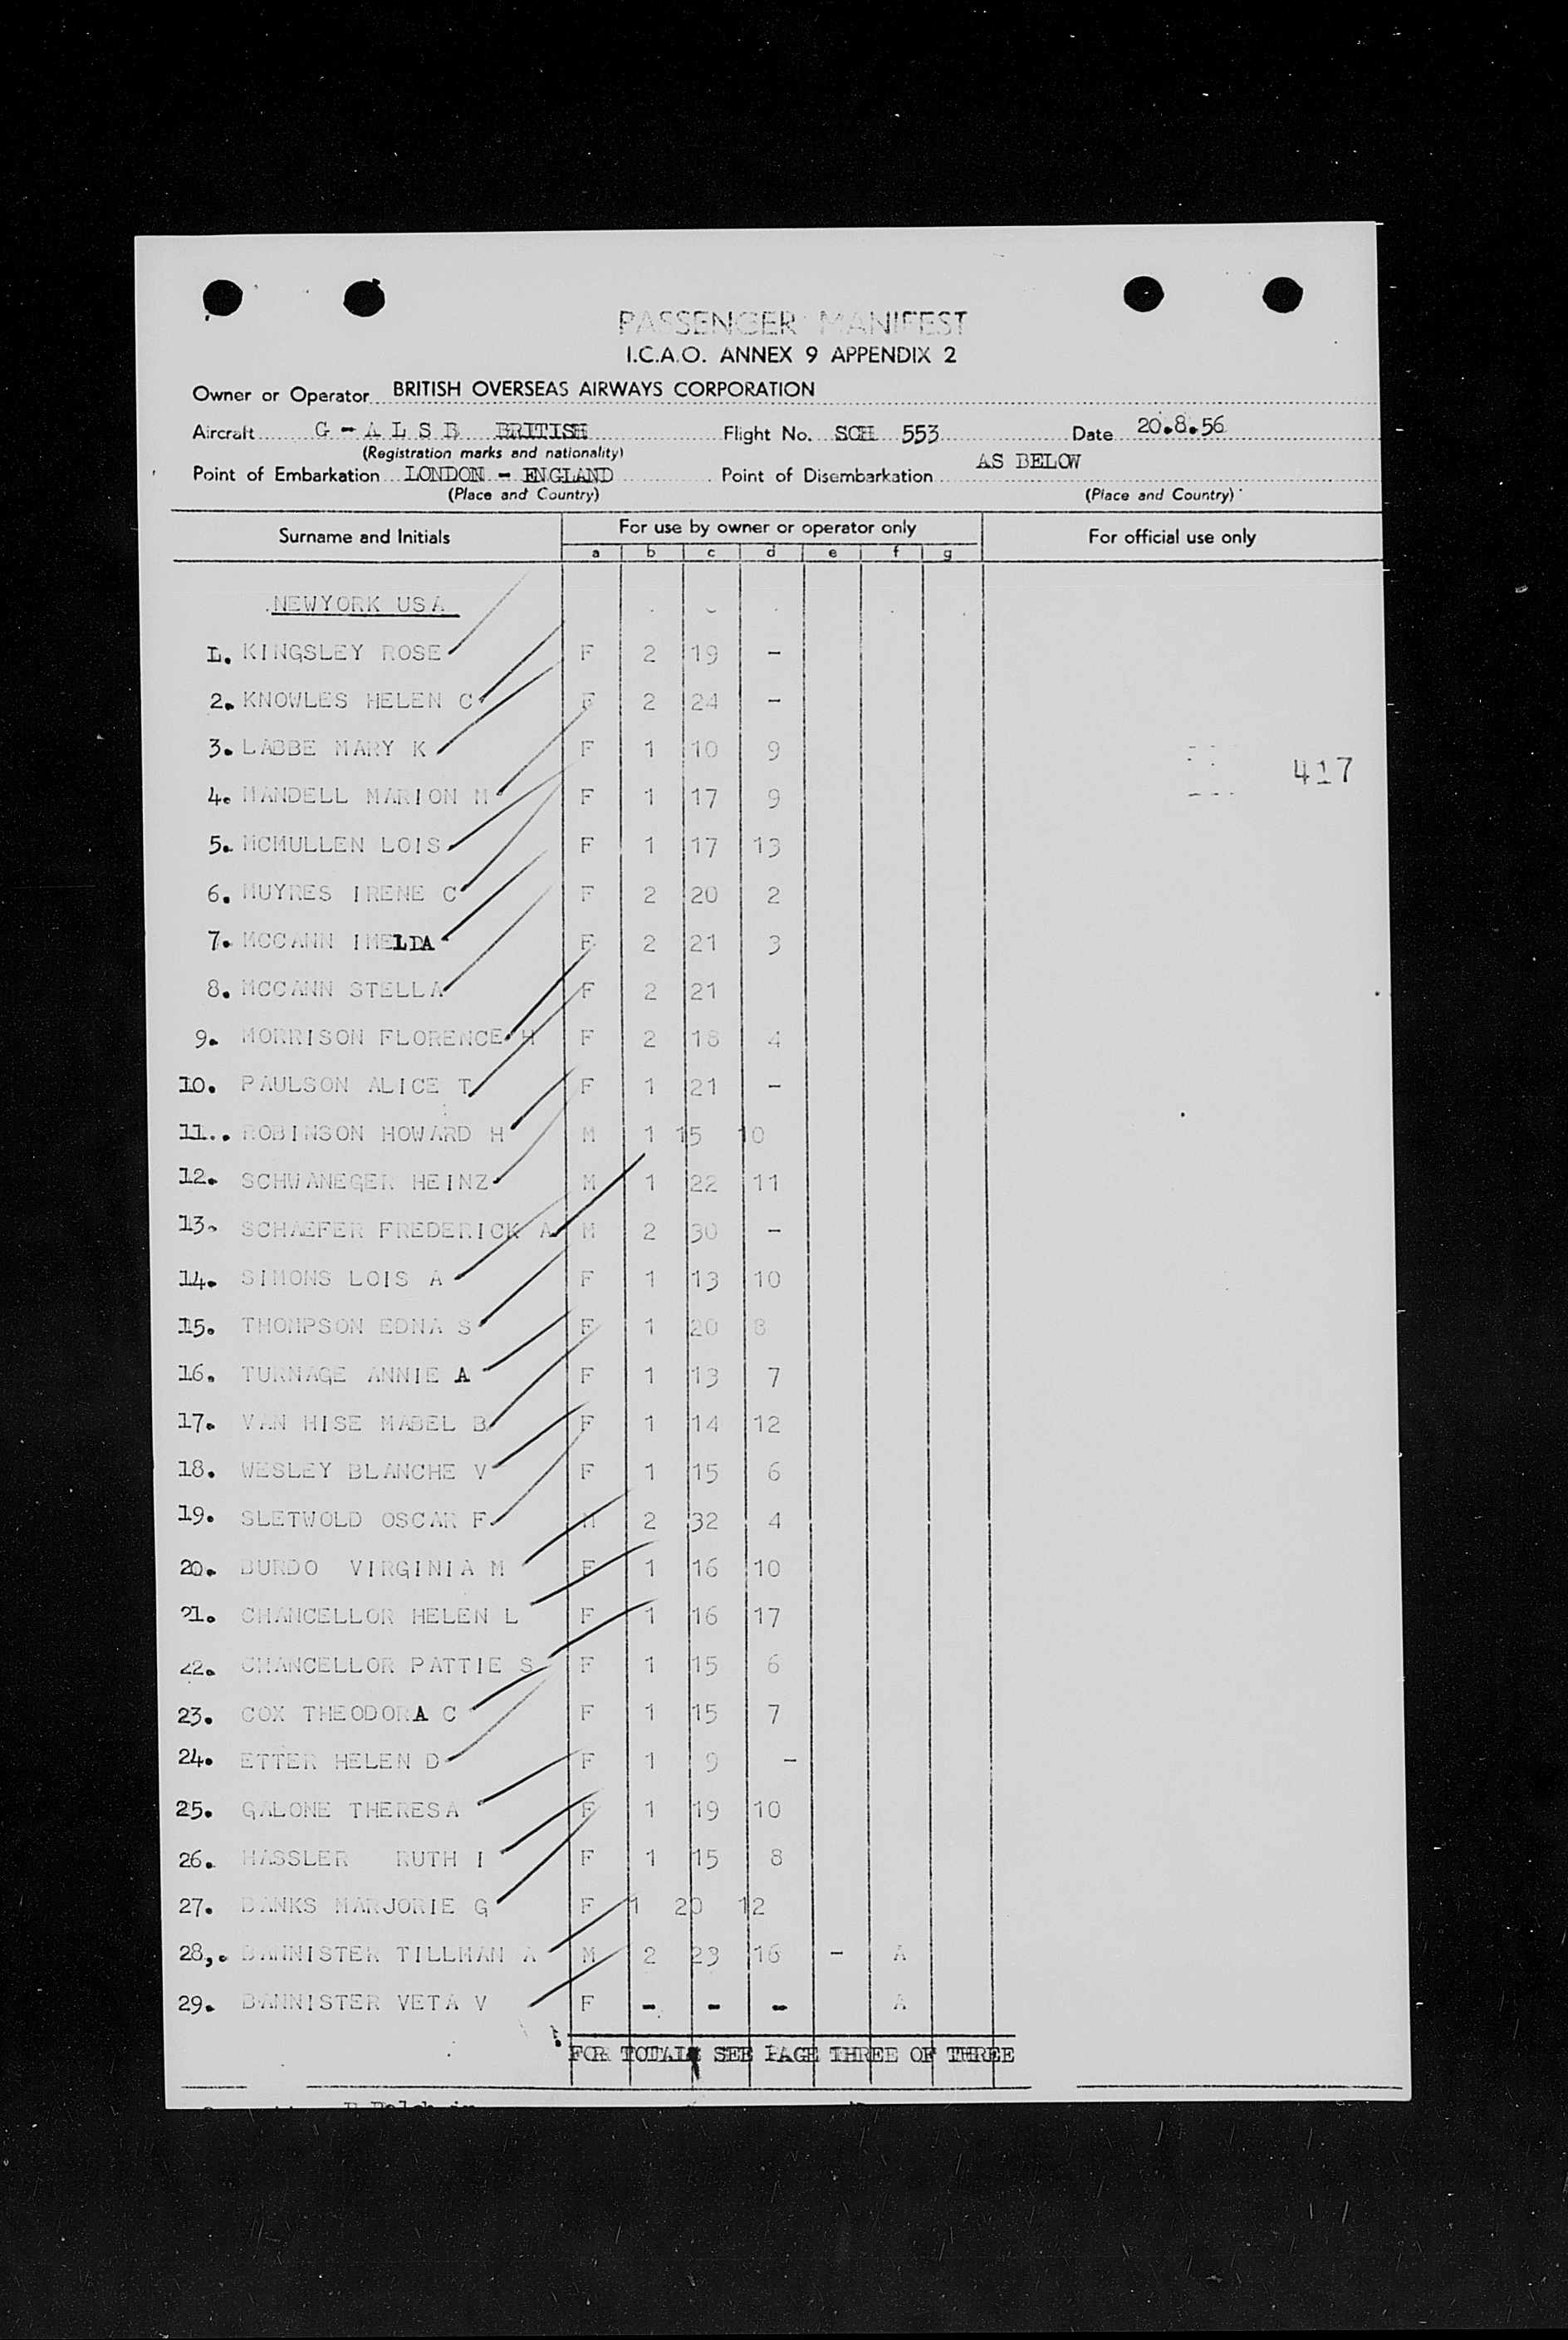 PASSENGER MANIFEST
I.C.A.O. ANNEX 9 APPENDIX 2
Owner or Operator BRITISH OVERSEAS AIRWAYS CORPORATION
Aircraft G - A L S B BRITISH Flight No. SCH 553 Date 20.8.56
(Registration marks and nationality)
Point of Embarkation LONDON - ENGLAND Point of Disembarkation AS BELOW
(Place and Country) (Place and Country)
Surname and Initials For use by owner or operator only For official use only
a b c d e f g
NEWYORK USA
1. KINGSLEY ROSE F 2 19 -
2. KNOWLES HELEN C F 2 24 -
3. LABBE MARY K F 1 10 9
417
4. MANDELL MARION M F 1 17 9
5. MCMULLEN LOIS F 1 17 13
6. MUYRES IRENE C F 2 20 2
7. MCCANN IMELDA F 2 21 3
8. MCCANN STELLA F 2 21
9. MORRISON FLORENCE H F 2 18 4
10. PAULSON ALICE T F 1 21 -
11.. ROBINSON HOWARD H M 1 15 10
12. SCHWANEGER HEINZ M 1 22 11
13. SCHAEFER FREDERICK A M 2 30 -
14. SIMONS LOIS A F 1 13 10
15. THOMPSON EDNA S F 1 20 8
16. TURNAGE ANNIE A F 1 13 7
17. VAN HISE MABEL B F 1 14 12
18. WESLEY BLANCHE V F 1 15 6
19. SLETWOLD OSCAR F M 2 32 4
20. BURDO VIRGINIA M F 1 16 10
21. CHANCELLOR HELEN L F 1 16 17
22. CHANCELLOR PATTIE S F 1 15 6
23. COX THEODORA C F 1 15 7
24. ETTER HELEN D F 1 9 -
25. GALONE THERESA F 1 19 10
26. HASSLER RUTH I F 1 15 8
27. BANKS MARJORIE G F 1 20 12
28,. BANNISTER TILLMAN A M 2 23 16 - A
29. BANNISTER VETA V F - - - A
FOR TOTALS SEE PAGE THREE OF THREE